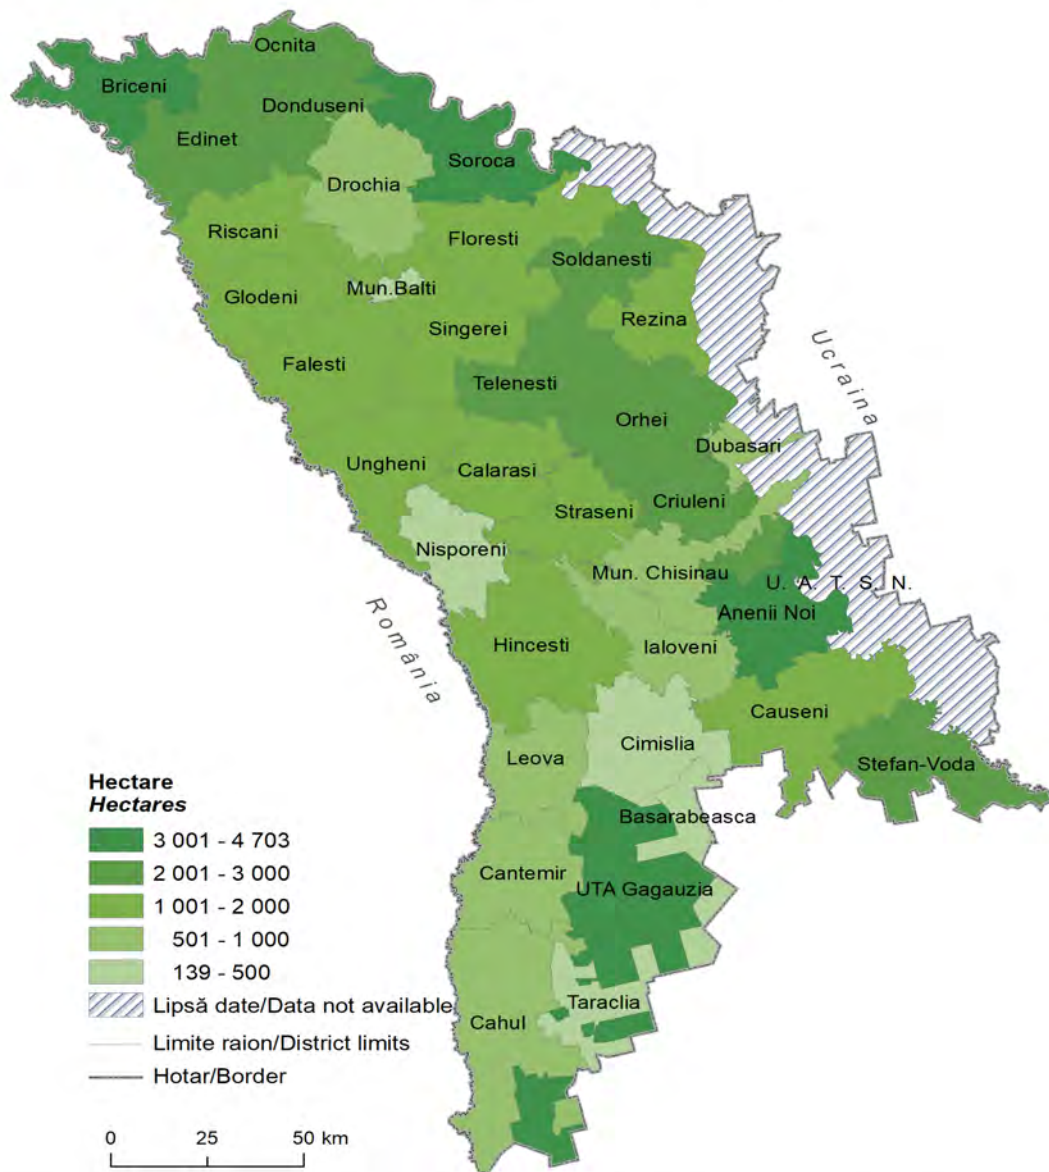 Ocnita
Briceni
Donduseni
Edinet
Soroca
Drochia
Riscani
Floresti
Soldanesti
Mun.Balti
Glodeni
Rezina
Singerei
Ucraina
Falesti
Telenesti
Orhei
Dubasari
Ungheni
Calarasi
Criuleni
Straseni
Nisporeni
Mun. Chisinau
U. A. T. S. N.
Anenii Noi
România
Hincesti
Ialoveni
Causeni
Cimislia
Leova
Stefan-Voda
Basarabeasca
Cantemir
UTA Gagauzia
Taraclia
Cahul
Hectare
Hectares
3 001 - 4 703
2 001 - 3 000
1 001 - 2 000
501 - 1 000
139 - 500
Lipsă date/Data not available
Limite raion/District limits
Hotar/Border
0 25 50 km